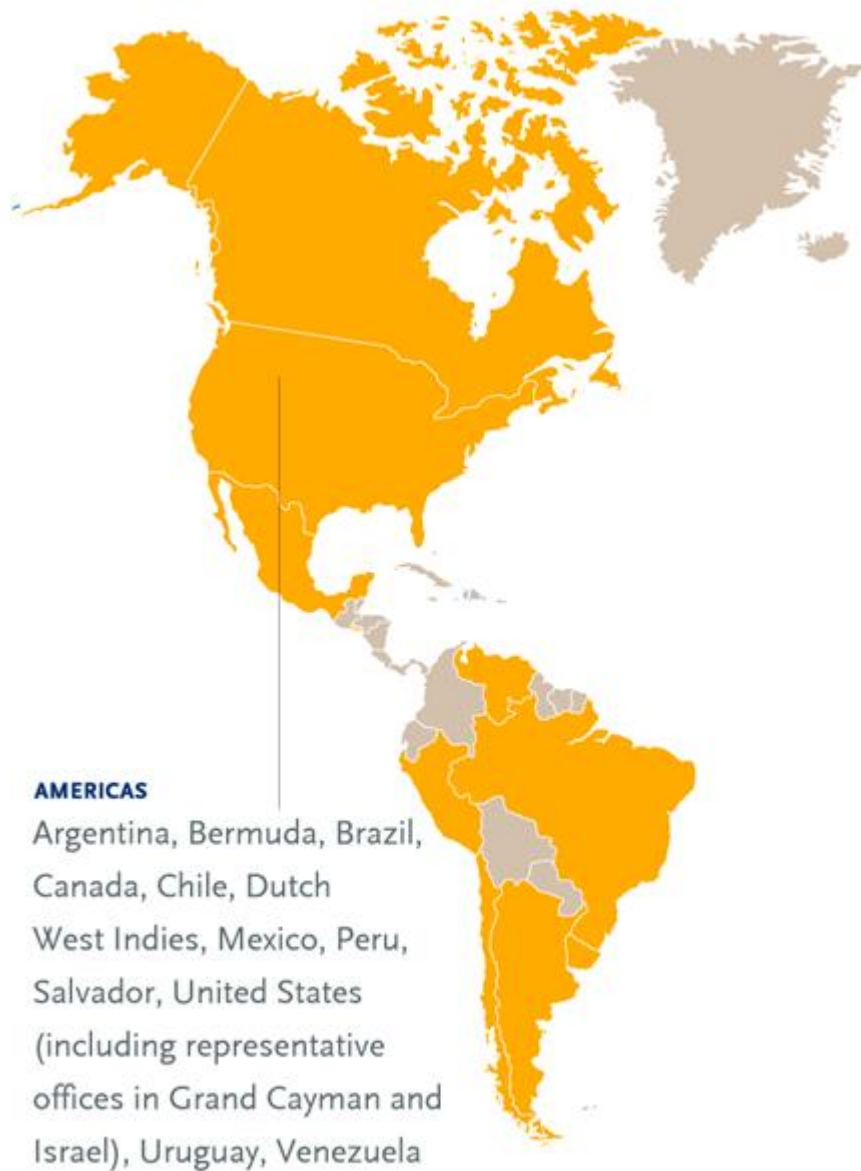 AMERICAS
Argentina, Bermuda, Brazil,
Canada, Chile, Dutch
West Indies, Mexico, Peru,
Salvador, United States
(including representative
offices in Grand Cayman and
Israel), Uruguay, Venezuela